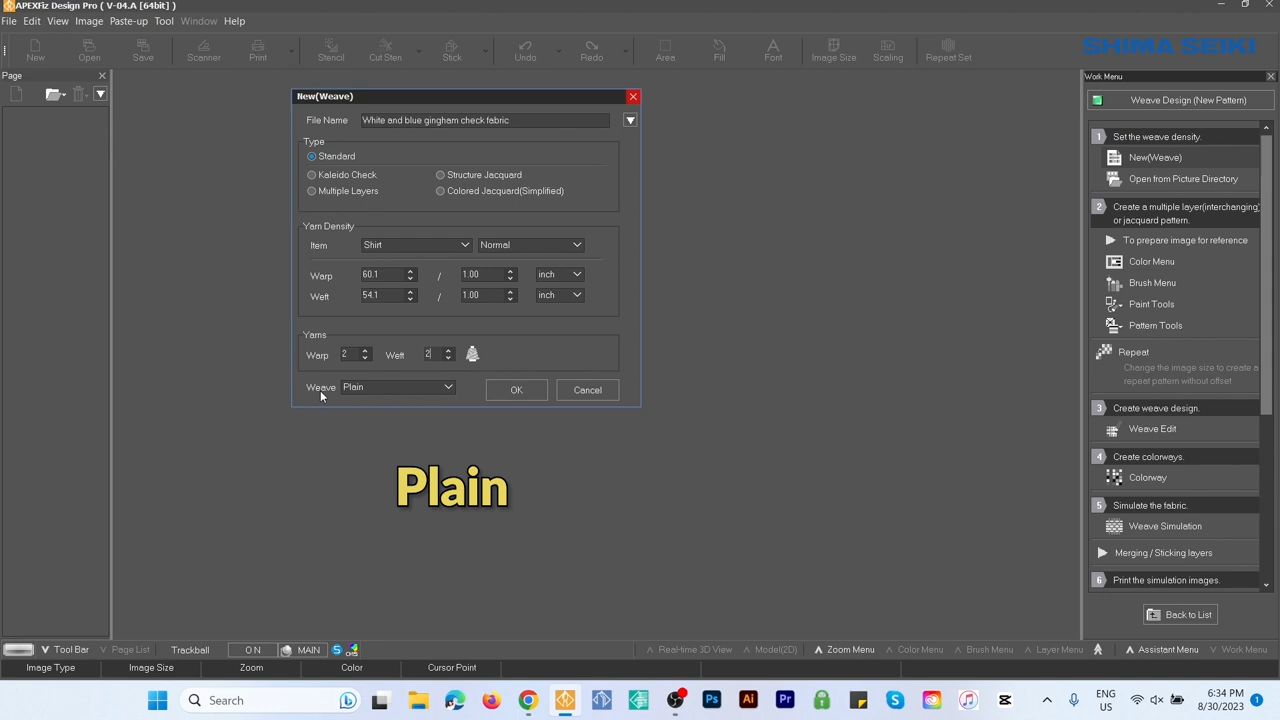 APEXFiz Design Pro ( V-04.A [64bit] )
File Edit View Image Paste-up Tool Window Help
New Open Save Scanner Print Stencil Cut Sten Stick Undo Redo Area Fill Font Image Size Scaling Repeat Set
SHIMA SEIKI
Page
New(Weave)
File Name White and blue gingham check fabric
Type
Standard
Kaleido Check Structure Jacquard
Multiple Layers Colored Jacquard(Simplified)
Yarn Density
Item Shirt Normal
Warp 60.1 / 1.00 inch
Weft 54.1 / 1.00 inch
Yarns
Warp 2 Weft 2
Weave Plain OK Cancel
Plain
Work Menu
Weave Design (New Pattern)
1 Set the weave density.
New(Weave)
Open from Picture Directory
2 Create a multiple layer(interchanging)
or jacquard pattern.
To prepare image for reference
Color Menu
Brush Menu
Paint Tools
Pattern Tools
Repeat
Change the image size to create a
repeat pattern without offset
3 Create weave design.
Weave Edit
4 Create colorways.
Colorway
5 Simulate the fabric.
Weave Simulation
Merging / Sticking layers
6 Print the simulation images.
Back to List
Tool Bar Page List Trackball ON MAIN Real-time 3D View Model(2D) Zoom Menu Color Menu Brush Menu Layer Menu Assistant Menu Work Menu
Image Type Image Size Zoom Color Cursor Point
Search
Ps Ai Pr
ENG
US
6:34 PM
8/30/2023